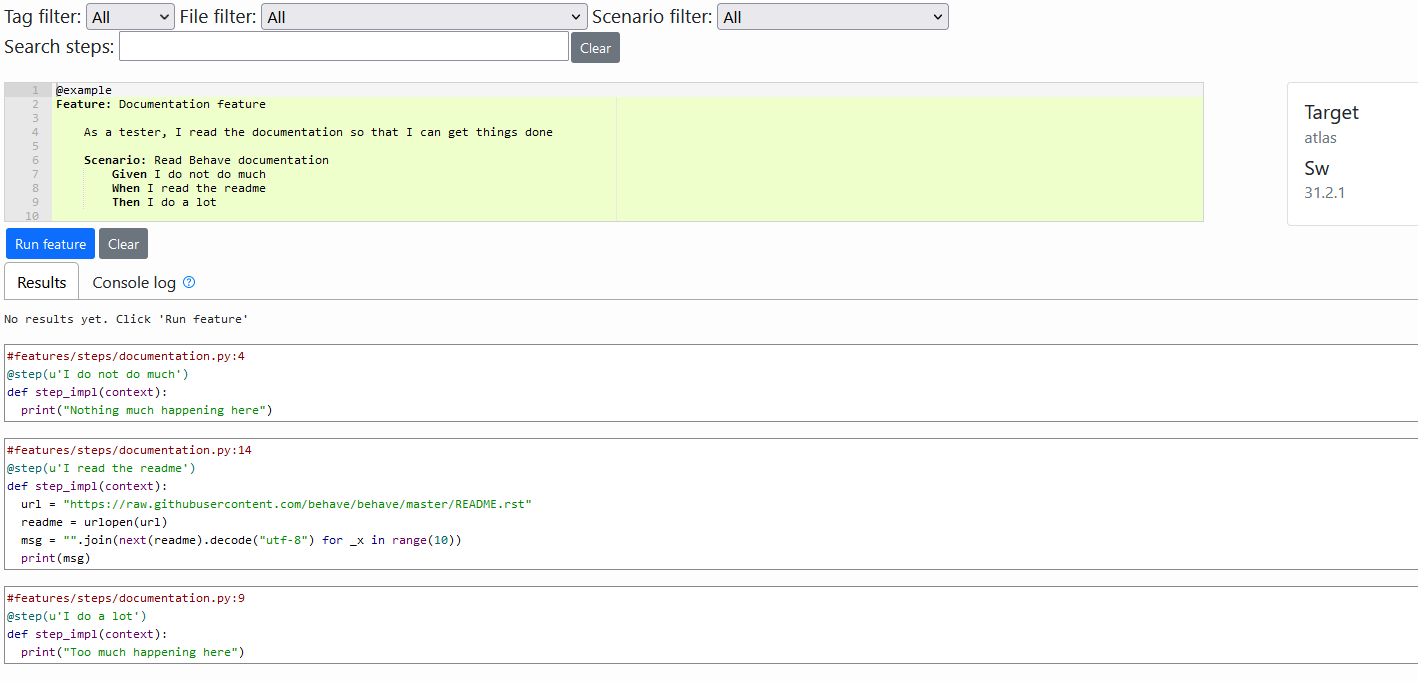 Tag filter: All File filter: All Scenario filter: All
Search steps: Clear
1 @example
2 Feature: Documentation feature
3
4 As a tester, I read the documentation so that I can get things done
5
6 Scenario: Read Behave documentation
7 Given I do not do much
8 When I read the readme
9 Then I do a lot
10
Target
atlas
Sw
31.2.1
Run feature Clear
Results Console log ?
No results yet. Click 'Run feature'
#features/steps/documentation.py:4
@step(u'I do not do much')
def step_impl(context):
  print("Nothing much happening here")
#features/steps/documentation.py:14
@step(u'I read the readme')
def step_impl(context):
  url = "https://raw.githubusercontent.com/behave/behave/master/README.rst"
  readme = urlopen(url)
  msg = "".join(next(readme).decode("utf-8") for _x in range(10))
  print(msg)
#features/steps/documentation.py:9
@step(u'I do a lot')
def step_impl(context):
  print("Too much happening here")